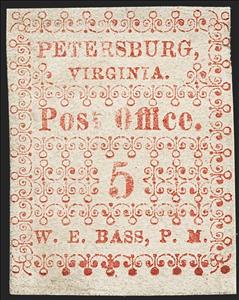 PETERSBURG,
VIRGINIA.
Post Office.
5
W. E. BASS, P. M.